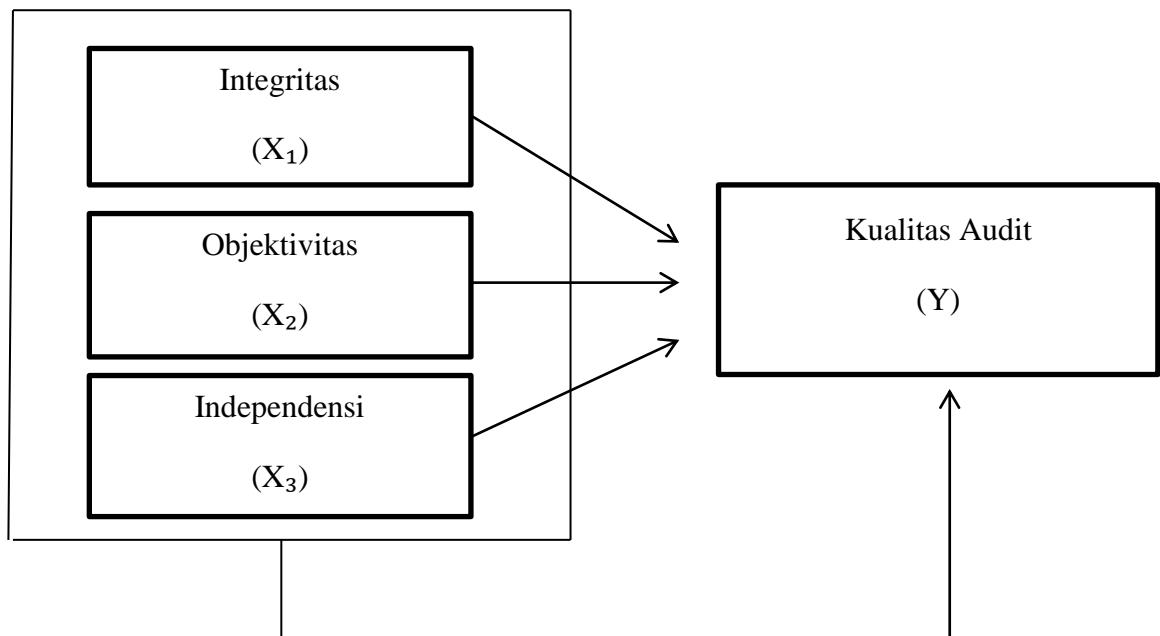 Integritas
(X₁)
Objektivitas
(X₂)
Independensi
(X₃)
Kualitas Audit
(Y)